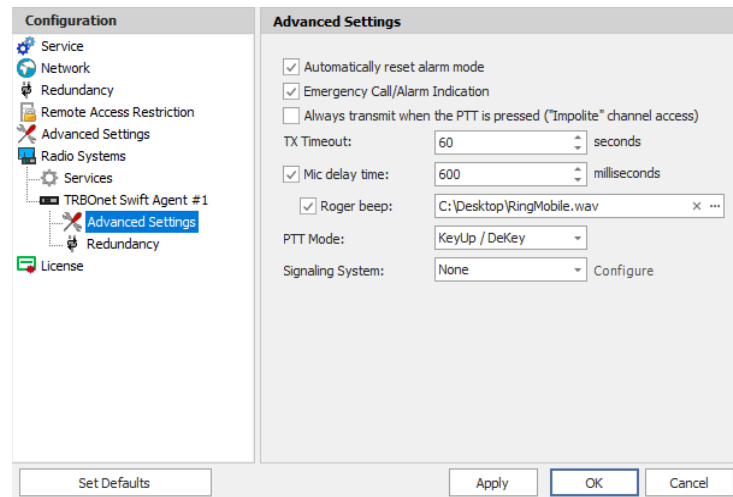 Configuration
Service
Network
Redundancy
Remote Access Restriction
Advanced Settings
Radio Systems
Services
TRBOnet Swift Agent #1
Advanced Settings
Redundancy
License
Advanced Settings
Automatically reset alarm mode
Emergency Call/Alarm Indication
Always transmit when the PTT is pressed ("Impolite" channel access)
TX Timeout: 60 seconds
Mic delay time: 600 milliseconds
Roger beep: C:\Desktop\RingMobile.wav
PTT Mode: KeyUp / DeKey
Signaling System: None Configure
Set Defaults Apply OK Cancel